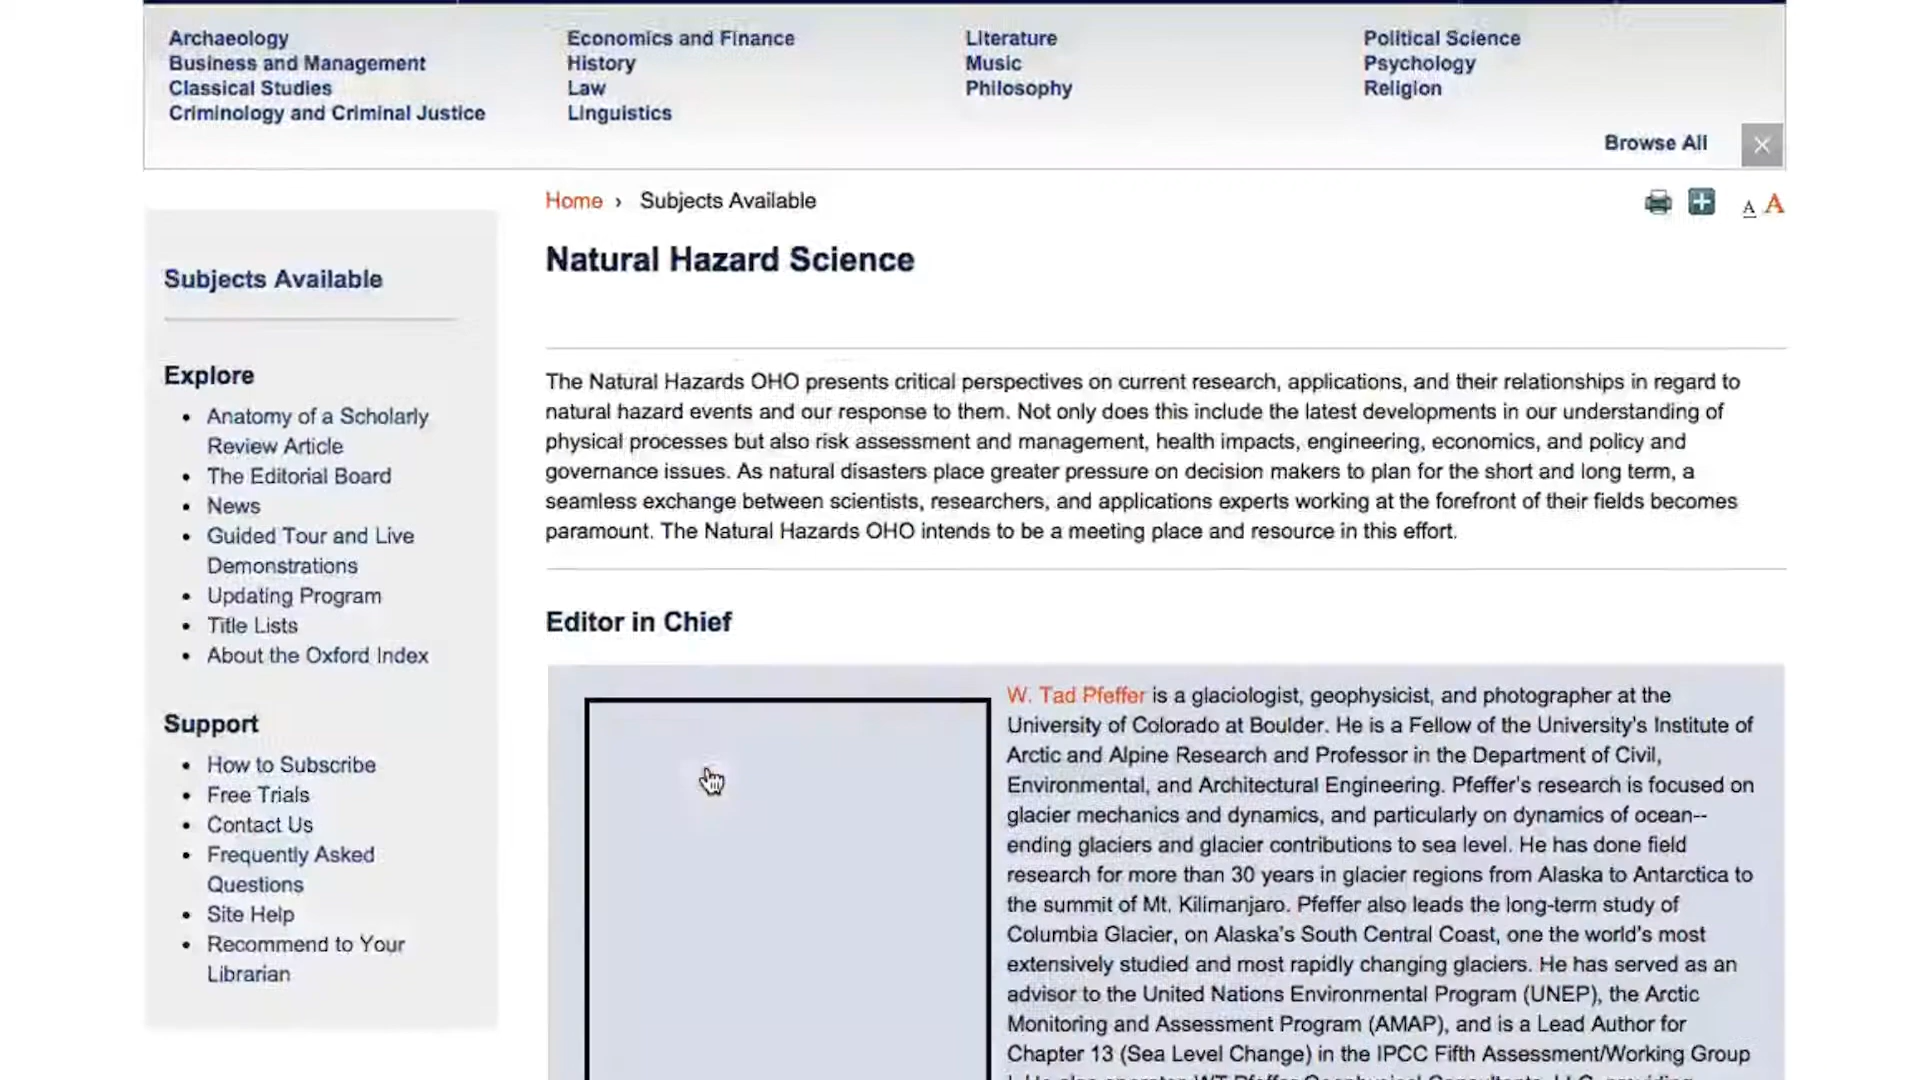 Archaeology
Business and Management
Classical Studies
Criminology and Criminal Justice
Economics and Finance
History
Law
Linguistics
Literature
Music
Philosophy
Political Science
Psychology
Religion
Browse All
Home › Subjects Available
A A
Natural Hazard Science
Subjects Available
Explore
Anatomy of a Scholarly
Review Article
The Editorial Board
News
Guided Tour and Live
Demonstrations
Updating Program
Title Lists
About the Oxford Index
Support
How to Subscribe
Free Trials
Contact Us
Frequently Asked
Questions
Site Help
Recommend to Your
Librarian
The Natural Hazards OHO presents critical perspectives on current research, applications, and their relationships in regard to
natural hazard events and our response to them. Not only does this include the latest developments in our understanding of
physical processes but also risk assessment and management, health impacts, engineering, economics, and policy and
governance issues. As natural disasters place greater pressure on decision makers to plan for the short and long term, a
seamless exchange between scientists, researchers, and applications experts working at the forefront of their fields becomes
paramount. The Natural Hazards OHO intends to be a meeting place and resource in this effort.
Editor in Chief
W. Tad Pfeffer is a glaciologist, geophysicist, and photographer at the
University of Colorado at Boulder. He is a Fellow of the University's Institute of
Arctic and Alpine Research and Professor in the Department of Civil,
Environmental, and Architectural Engineering. Pfeffer's research is focused on
glacier mechanics and dynamics, and particularly on dynamics of ocean--
ending glaciers and glacier contributions to sea level. He has done field
research for more than 30 years in glacier regions from Alaska to Antarctica to
the summit of Mt. Kilimanjaro. Pfeffer also leads the long-term study of
Columbia Glacier, on Alaska's South Central Coast, one the world's most
extensively studied and most rapidly changing glaciers. He has served as an
advisor to the United Nations Environmental Program (UNEP), the Arctic
Monitoring and Assessment Program (AMAP), and is a Lead Author for
Chapter 13 (Sea Level Change) in the IPCC Fifth Assessment/Working Group